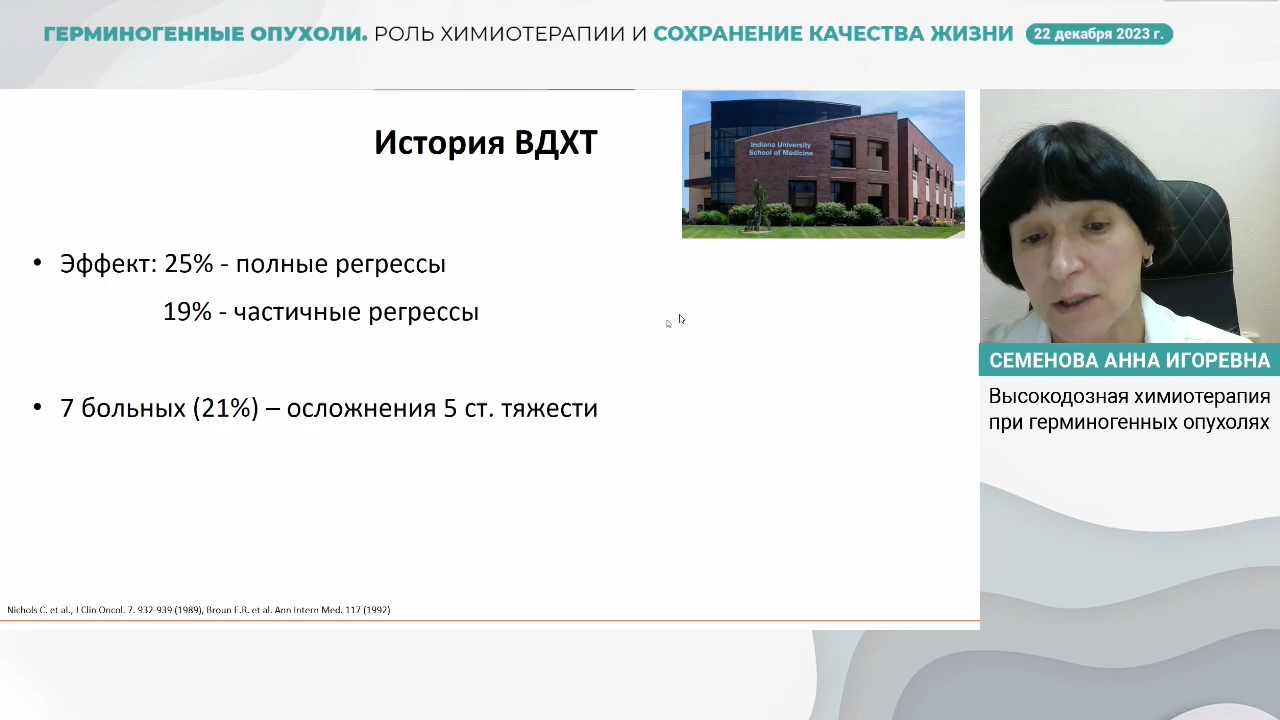 ГЕРМИНОГЕННЫЕ ОПУХОЛИ. РОЛЬ ХИМИОТЕРАПИИ И СОХРАНЕНИЕ КАЧЕСТВА ЖИЗНИ 22 декабря 2023 г.
История ВДХТ
Indiana University
School of Medicine
• Эффект: 25% - полные регрессы
19% - частичные регрессы
• 7 больных (21%) – осложнения 5 ст. тяжести
Nichols C. et al., J Clin Oncol. 7. 932-939 (1989), Broun E.R. et al. Ann Intern Med. 117 (1992)
СЕМЕНОВА АННА ИГОРЕВНА
Высокодозная химиотерапия
при герминогенных опухолях